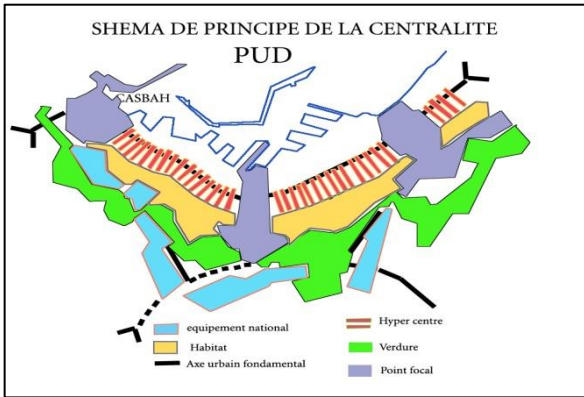 SHEMA DE PRINCIPE DE LA CENTRALITE
PUD
CASBAH
equipement national
Habitat
Axe urbain fondamental
Hyper centre
Verdure
Point focal